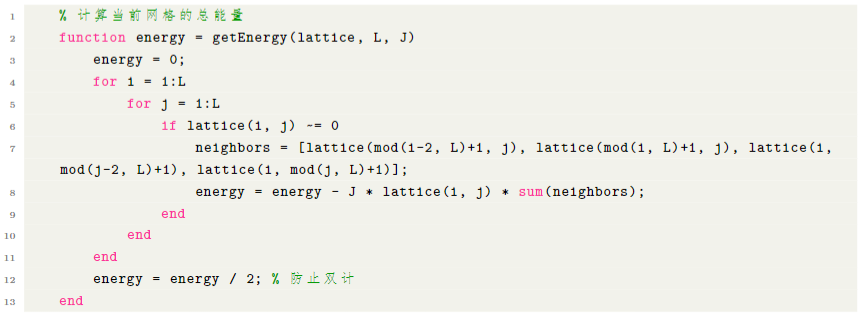 1 % 计算当前网格的总能量
2 function energy = getEnergy(lattice, L, J)
3 energy = 0;
4 for i = 1:L
5 for j = 1:L
6 if lattice(i, j) ~= 0
7 neighbors = [lattice(mod(i-2, L)+1, j), lattice(mod(i, L)+1, j), lattice(i,
mod(j-2, L)+1), lattice(i, mod(j, L)+1)];
8 energy = energy - J * lattice(i, j) * sum(neighbors);
9 end
10 end
11 end
12 energy = energy / 2; % 防止双计
13 end